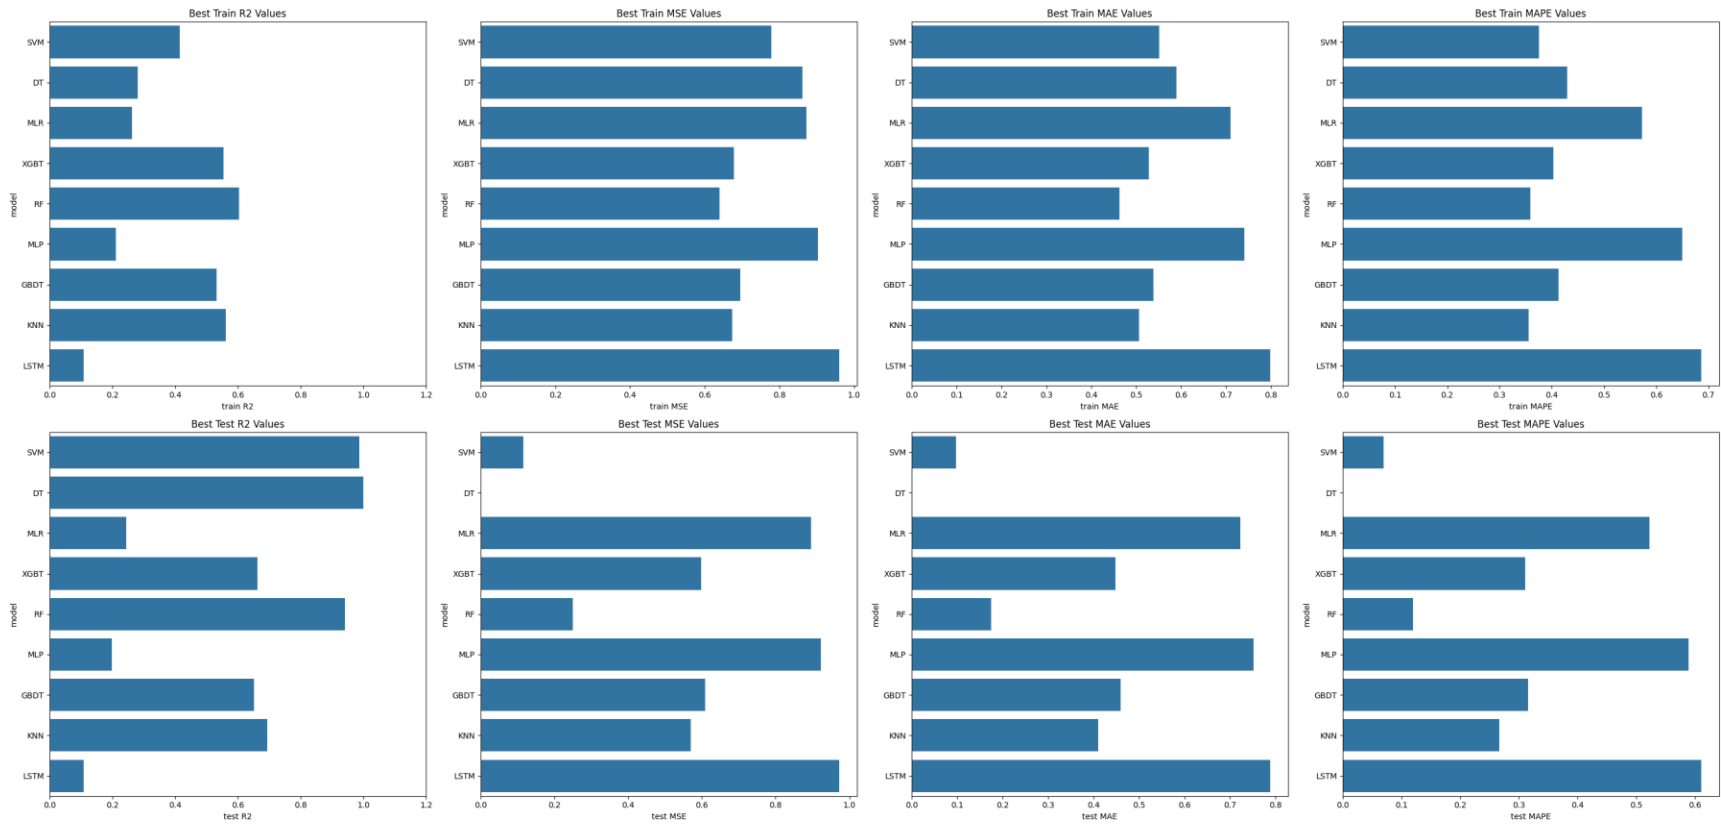 Best Train R2 Values
model
SVM
DT
MLR
XGBT
RF
MLP
GBDT
KNN
LSTM
0.0 0.2 0.4 0.6 0.8 1.0 1.2
train R2
Best Train MSE Values
model
SVM
DT
MLR
XGBT
RF
MLP
GBDT
KNN
LSTM
0.0 0.2 0.4 0.6 0.8 1.0
train MSE
Best Train MAE Values
model
SVM
DT
MLR
XGBT
RF
MLP
GBDT
KNN
LSTM
0.0 0.1 0.2 0.3 0.4 0.5 0.6 0.7 0.8
train MAE
Best Train MAPE Values
model
SVM
DT
MLR
XGBT
RF
MLP
GBDT
KNN
LSTM
0.0 0.1 0.2 0.3 0.4 0.5 0.6 0.7
train MAPE
Best Test R2 Values
model
SVM
DT
MLR
XGBT
RF
MLP
GBDT
KNN
LSTM
0.0 0.2 0.4 0.6 0.8 1.0 1.2
test R2
Best Test MSE Values
model
SVM
DT
MLR
XGBT
RF
MLP
GBDT
KNN
LSTM
0.0 0.2 0.4 0.6 0.8 1.0
test MSE
Best Test MAE Values
model
SVM
DT
MLR
XGBT
RF
MLP
GBDT
KNN
LSTM
0.0 0.1 0.2 0.3 0.4 0.5 0.6 0.7 0.8
test MAE
Best Test MAPE Values
model
SVM
DT
MLR
XGBT
RF
MLP
GBDT
KNN
LSTM
0.0 0.1 0.2 0.3 0.4 0.5 0.6
test MAPE